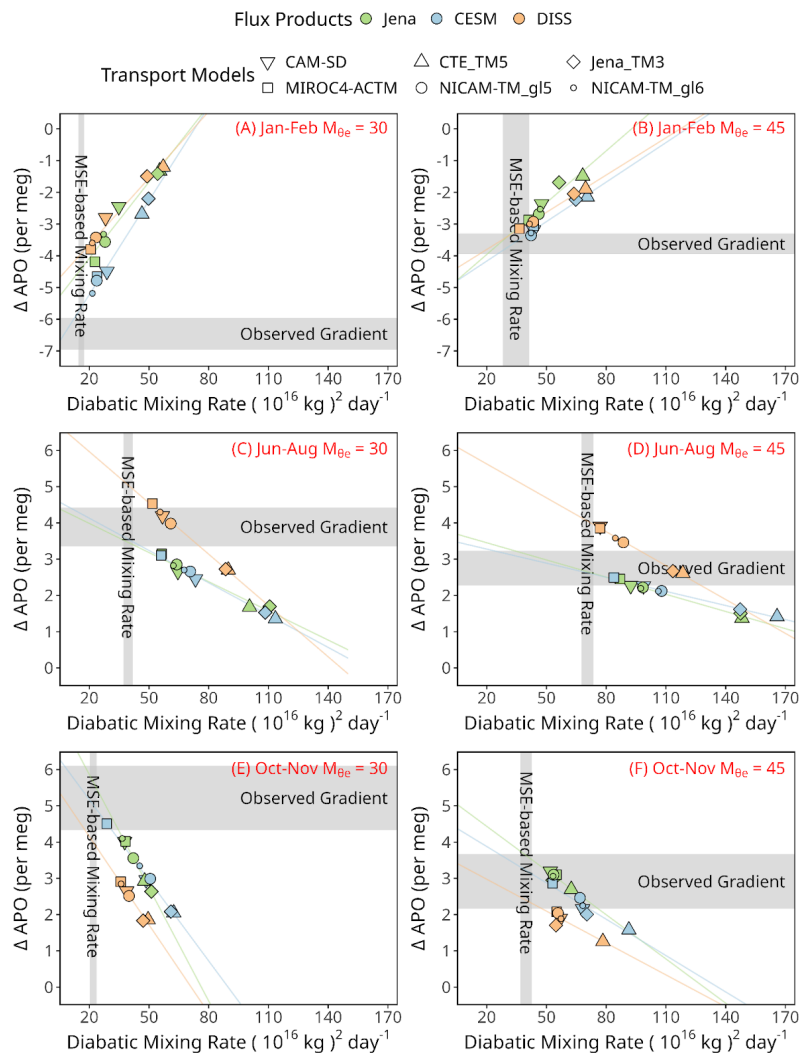 Flux Products Jena CESM DISS
Transport Models
CAM-SD CTE_TM5 Jena_TM3
MIROC4-ACTM NICAM-TM_gl5 NICAM-TM_gl6
(A) Jan-Feb Mθe = 30
MSE-based Mixing Rate
Observed Gradient
Δ APO (per meg)
0
-1
-2
-3
-4
-5
-6
-7
20 50 80 110 140 170
Diabatic Mixing Rate ( 10^16 kg )^2 day^-1
(B) Jan-Feb Mθe = 45
MSE-based Mixing Rate
Observed Gradient
Δ APO (per meg)
0
-1
-2
-3
-4
-5
-6
-7
20 50 80 110 140 170
Diabatic Mixing Rate ( 10^16 kg )^2 day^-1
(C) Jun-Aug Mθe = 30
MSE-based Mixing Rate
Observed Gradient
Δ APO (per meg)
6
5
4
3
2
1
0
20 50 80 110 140 170
Diabatic Mixing Rate ( 10^16 kg )^2 day^-1
(D) Jun-Aug Mθe = 45
MSE-based Mixing Rate
Observed Gradient
Δ APO (per meg)
6
5
4
3
2
1
0
20 50 80 110 140 170
Diabatic Mixing Rate ( 10^16 kg )^2 day^-1
(E) Oct-Nov Mθe = 30
MSE-based Mixing Rate
Observed Gradient
Δ APO (per meg)
6
5
4
3
2
1
0
20 50 80 110 140 170
Diabatic Mixing Rate ( 10^16 kg )^2 day^-1
(F) Oct-Nov Mθe = 45
MSE-based Mixing Rate
Observed Gradient
Δ APO (per meg)
6
5
4
3
2
1
0
20 50 80 110 140 170
Diabatic Mixing Rate ( 10^16 kg )^2 day^-1